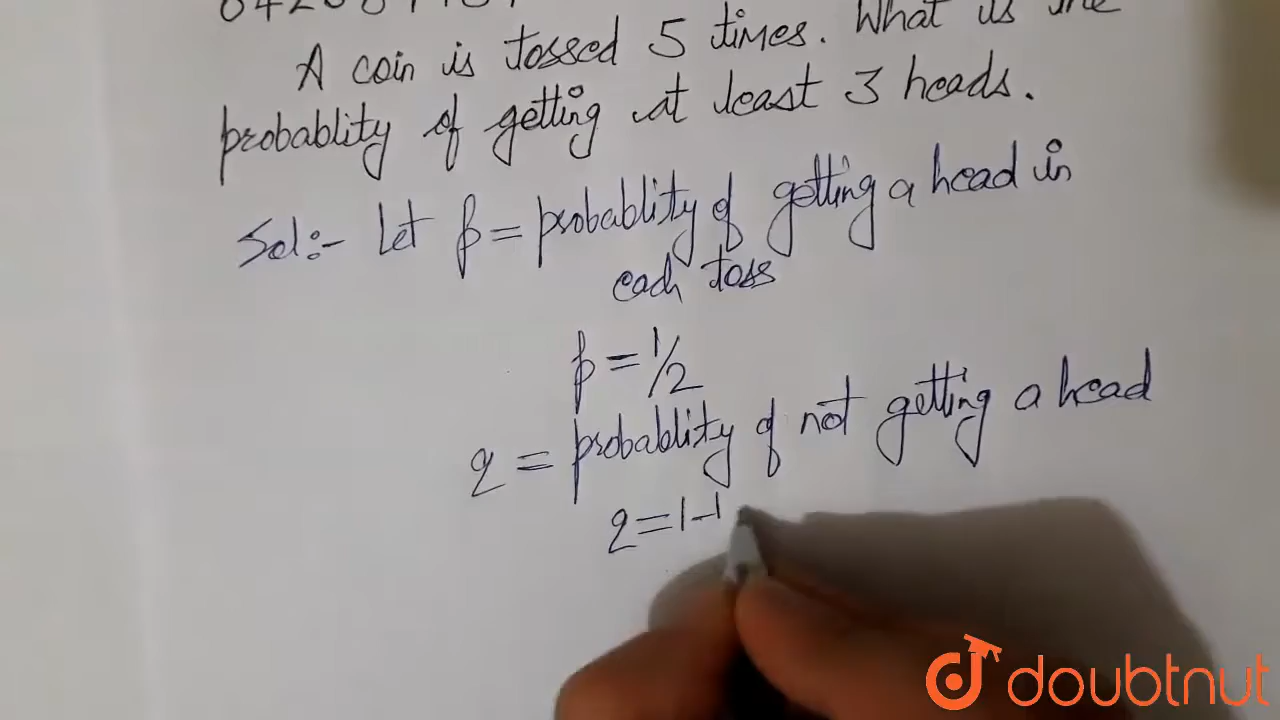 A coin is tossed 5 times. What is the
probablity of getting at least 3 heads.
Sol:- Let p = probablity of getting a head in
each toss
p = 1/2
q = probablity of not getting a head
q = 1-1
doubtnut